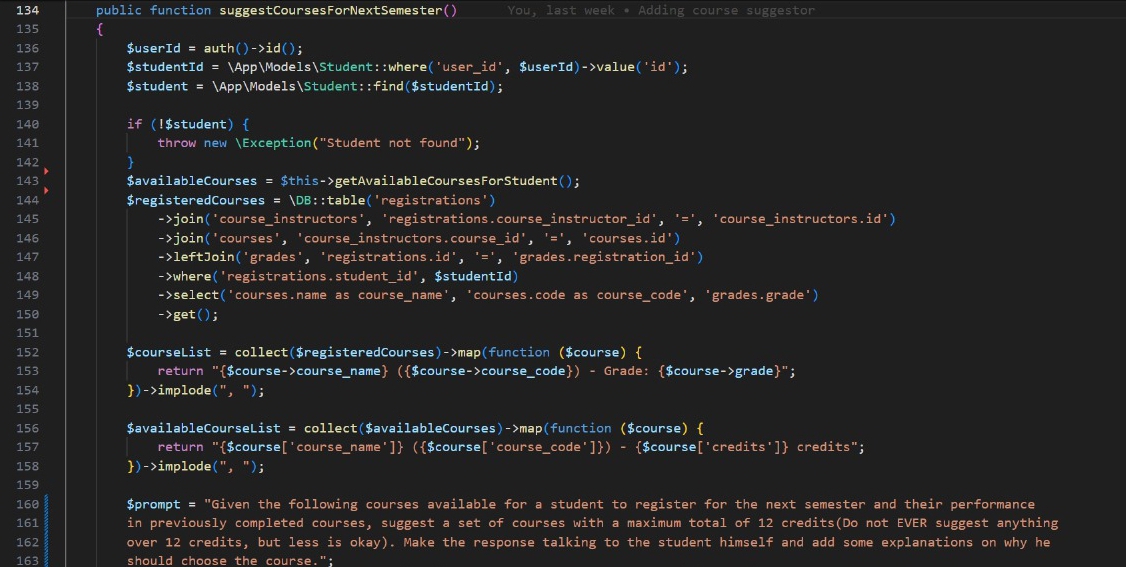 134 public function suggestCoursesForNextSemester() You, last week • Adding course suggestor
135 {
136 $userId = auth()->id();
137 $studentId = \App\Models\Student::where('user_id', $userId)->value('id');
138 $student = \App\Models\Student::find($studentId);
139
140 if (!$student) {
141 throw new \Exception("Student not found");
142 }
143 $availableCourses = $this->getAvailableCoursesForStudent();
144 $registeredCourses = \DB::table('registrations')
145 ->join('course_instructors', 'registrations.course_instructor_id', '=', 'course_instructors.id')
146 ->join('courses', 'course_instructors.course_id', '=', 'courses.id')
147 ->leftJoin('grades', 'registrations.id', '=', 'grades.registration_id')
148 ->where('registrations.student_id', $studentId)
149 ->select('courses.name as course_name', 'courses.code as course_code', 'grades.grade')
150 ->get();
151
152 $courseList = collect($registeredCourses)->map(function ($course) {
153 return "{$course->course_name} ({$course->course_code}) - Grade: {$course->grade}";
154 })->implode(", ");
155
156 $availableCourseList = collect($availableCourses)->map(function ($course) {
157 return "{$course['course_name']} ({$course['course_code']}) - {$course['credits']} credits";
158 })->implode(", ");
159
160 $prompt = "Given the following courses available for a student to register for the next semester and their performance
161 in previously completed courses, suggest a set of courses with a maximum total of 12 credits(Do not EVER suggest anything
162 over 12 credits, but less is okay). Make the response talking to the student himself and add some explanations on why he
163 should choose the course.";